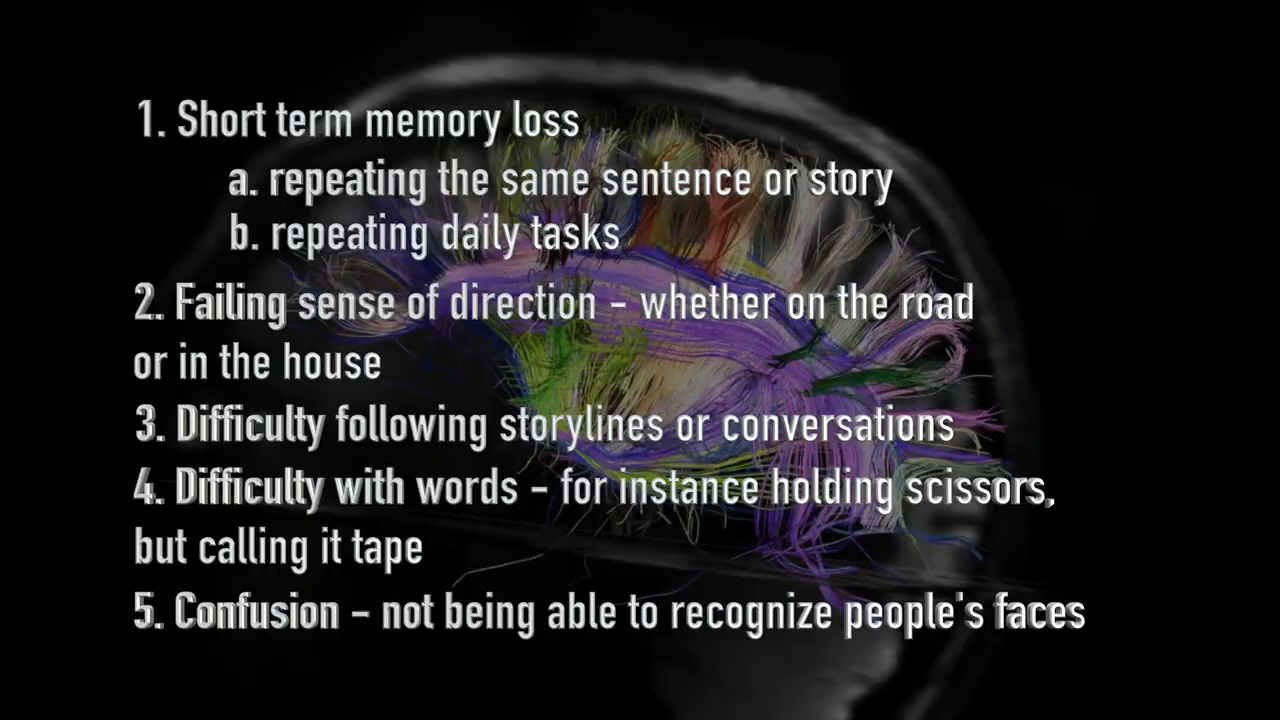 1. Short term memory loss
a. repeating the same sentence or story
b. repeating daily tasks
2. Failing sense of direction - whether on the road
or in the house
3. Difficulty following storylines or conversations
4. Difficulty with words - for instance holding scissors,
but calling it tape
5. Confusion - not being able to recognize people's faces